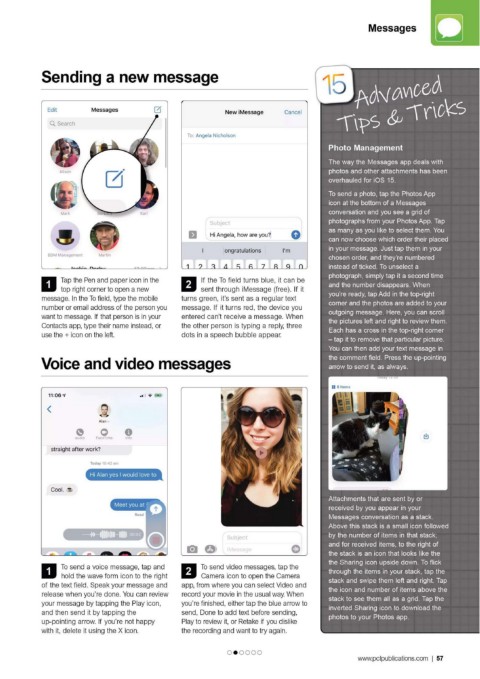 Messages
Sending a new message
Edit
Messages
Search
BDM Management
Martin
New iMessage
Cancel
To: Angela Nicholson
Subject
Hi Angela, how are you?
I
ongratulations
I'm
1 2 3 4 5 6 7 8 9 0
1 Tap the Pen and paper icon in the
top right corner to open a new
message. In the To field, type the mobile
number or email address of the person you
want to message. If that person is in your
Contacts app, type their name instead, or
use the + icon on the left.
2 If the To field turns blue, it can be
sent through iMessage (free). If it
turns green, it's sent as a regular text
message. If it turns red, the device you
entered can't receive a message. When
the other person is typing a reply, three
dots in a speech bubble appear.
Voice and video messages
11:08
Alan
audio
FaceTime
info
straight after work?
Today 10:40 am
Hi Alan yes I would love to
Cool.
Meet you at
Read
Subject
iMessage
1 To send a voice message, tap and
hold the wave form icon to the right
of the text field. Speak your message and
release when you're done. You can review
your message by tapping the Play icon,
and then send it by tapping the
up-pointing arrow. If you're not happy
with it, delete it using the X icon.
2 To send video messages, tap the
Camera icon to open the Camera
app, from where you can select Video and
record your movie in the usual way. When
you're finished, either tap the blue arrow to
send, Done to add text before sending,
Play to review it, or Retake if you dislike
the recording and want to try again.
15 Advanced
Tips & Tricks
Photo Management
The way the Messages app deals with
photos and other attachments has been
overhauled for iOS 15.
To send a photo, tap the Photos App
icon at the bottom of a Messages
conversation and you see a grid of
photographs from your Photos App. Tap
as many as you like to select them. You
can now choose which order their placed
in your message. Just tap them in your
chosen order, and they're numbered
instead of ticked. To unselect a
photograph, simply tap it a second time
and the number disappears. When
you're ready, tap Add in the top-right
corner and the photos are added to your
outgoing message. Here, you can scroll
the pictures left and right to review them.
Each has a cross in the top-right corner
– tap it to remove that particular picture.
You can then add your text message in
the comment field. Press the up-pointing
arrow to send it, as always.
Attachments that are sent by or
received by you appear in your
Messages conversation as a stack.
Above this stack is a small icon followed
by the number of items in that stack,
and for received items, to the right of
the stack is an icon that looks like the
the Sharing icon upside down. To flick
through the items in your stack, tap the
stack and swipe them left and right. Tap
the icon and number of items above the
stack to see them all as a grid. Tap the
inverted Sharing icon to download the
photos to your Photos app.
www.pclpublications.com | 57